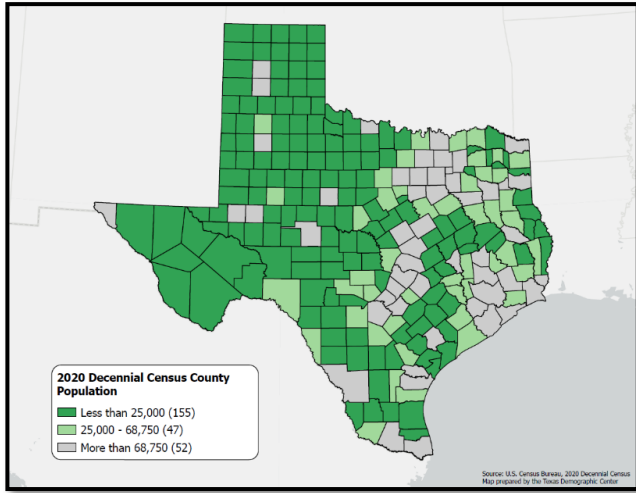 2020 Decennial Census County
Population
Less than 25,000 (155)
25,000 - 68,750 (47)
More than 68,750 (52)
Source: U.S. Census Bureau, 2020 Decennial Census
Map prepared by the Texas Demographic Center